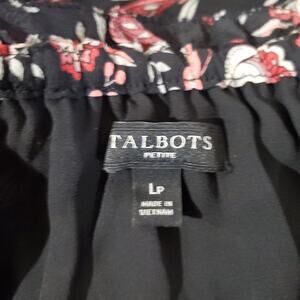 TALBOTS
PETITE
LP
MADE IN
VIETNAM